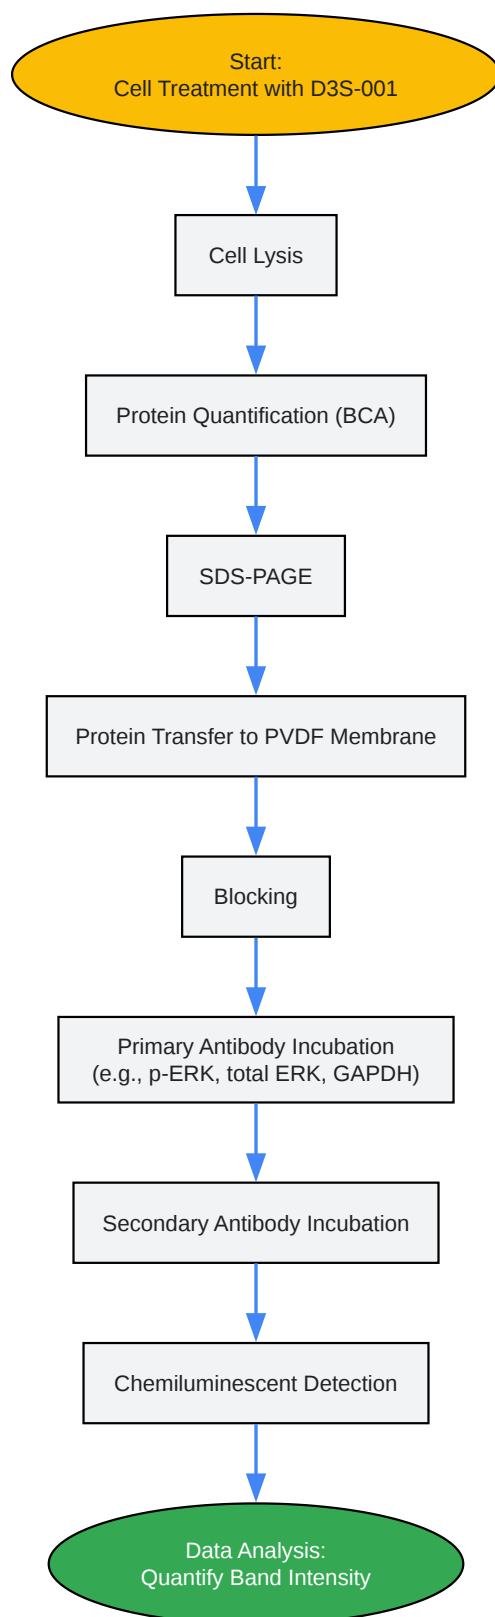 Start:
Cell Treatment with D3S-001
Cell Lysis
Protein Quantification (BCA)
SDS-PAGE
Protein Transfer to PVDF Membrane
Blocking
Primary Antibody Incubation
(e.g., p-ERK, total ERK, GAPDH)
Secondary Antibody Incubation
Chemiluminescent Detection
Data Analysis:
Quantify Band Intensity